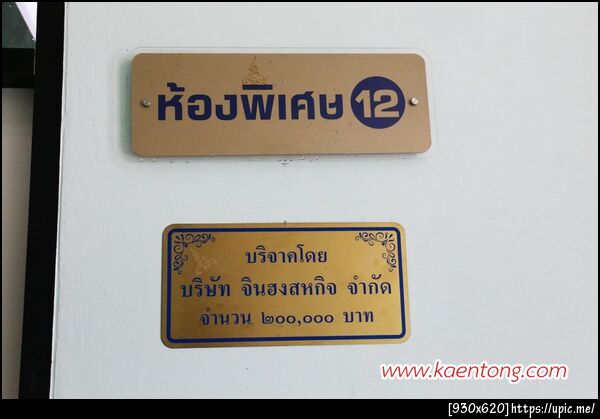 ห้องพิเศษ 12
บริจาคโดย
บริษัท จินฮงสหกิจ จำกัด
จำนวน ๒๐๐,๐๐๐ บาท
www.kaentong.com
[930x620]https://upic.me/